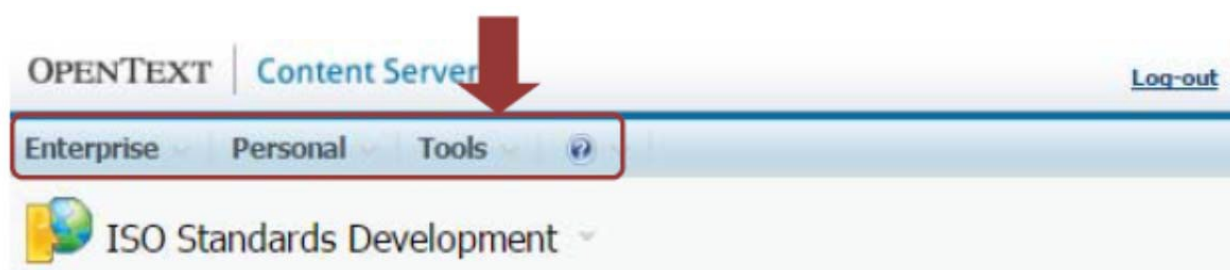 OPENTEXT | Content Server Log-out
Enterprise Personal Tools ?
ISO Standards Development